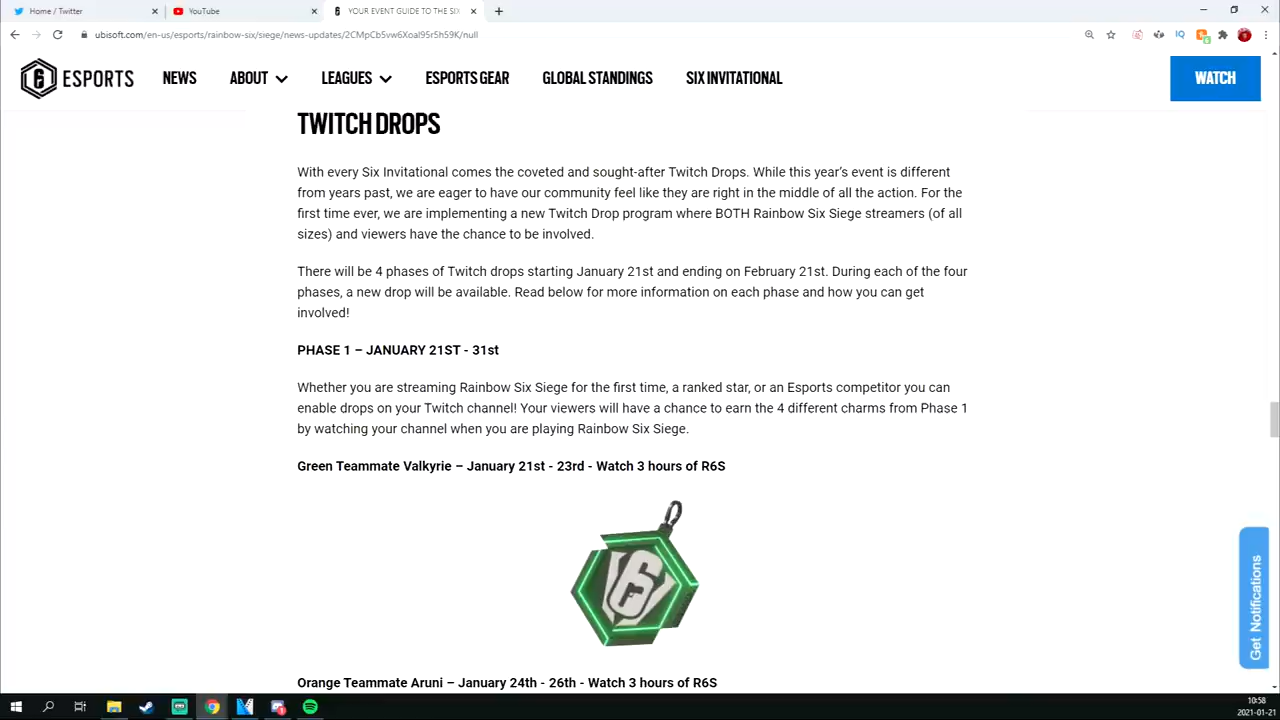 Home / Twitter
YouTube
YOUR EVENT GUIDE TO THE SIX
ubisoft.com/en-us/esports/rainbow-six/siege/news-updates/2CMpCb5vw6Xoal95r5h59K/null
6 ESPORTS
NEWS
ABOUT
LEAGUES
ESPORTS GEAR
GLOBAL STANDINGS
SIX INVITATIONAL
WATCH
TWITCH DROPS
With every Six Invitational comes the coveted and sought-after Twitch Drops. While this year's event is different
from years past, we are eager to have our community feel like they are right in the middle of all the action. For the
first time ever, we are implementing a new Twitch Drop program where BOTH Rainbow Six Siege streamers (of all
sizes) and viewers have the chance to be involved.
There will be 4 phases of Twitch drops starting January 21st and ending on February 21st. During each of the four
phases, a new drop will be available. Read below for more information on each phase and how you can get
involved!
PHASE 1 – JANUARY 21ST - 31st
Whether you are streaming Rainbow Six Siege for the first time, a ranked star, or an Esports competitor you can
enable drops on your Twitch channel! Your viewers will have a chance to earn the 4 different charms from Phase 1
by watching your channel when you are playing Rainbow Six Siege.
Green Teammate Valkyrie – January 21st - 23rd - Watch 3 hours of R6S
6
Get Notifications
Orange Teammate Aruni – January 24th - 26th - Watch 3 hours of R6S
10:58
2021-01-21